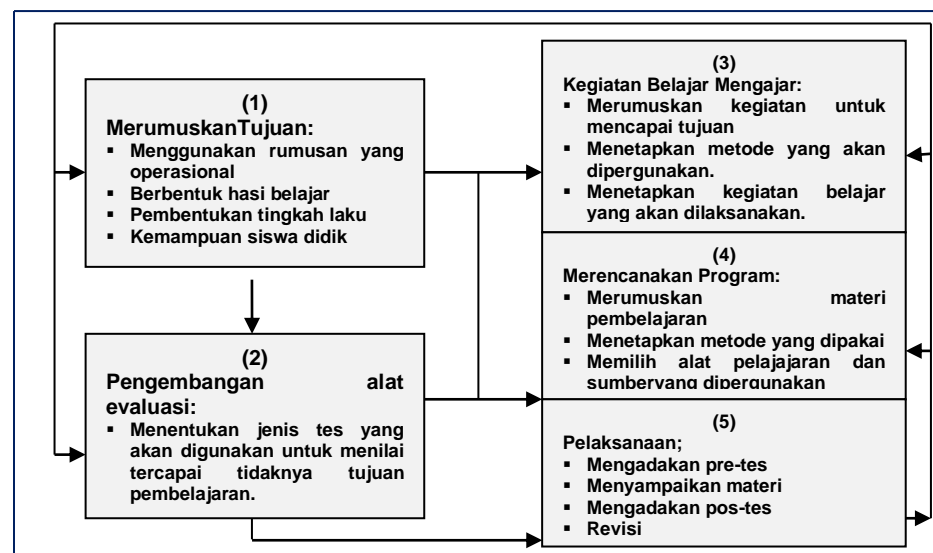 (1)
MerumuskanTujuan:
▪ Menggunakan rumusan yang
operasional
▪ Berbentuk hasi belajar
▪ Pembentukan tingkah laku
▪ Kemampuan siswa didik
(2)
Pengembangan alat
evaluasi:
▪ Menentukan jenis tes yang
akan digunakan untuk menilai
tercapai tidaknya tujuan
pembelajaran.
(3)
Kegiatan Belajar Mengajar:
▪ Merumuskan kegiatan untuk
mencapai tujuan
▪ Menetapkan metode yang akan
dipergunakan.
▪ Menetapkan kegiatan belajar
yang akan dilaksanakan.
(4)
Merencanakan Program:
▪ Merumuskan materi
pembelajaran
▪ Menetapkan metode yang dipakai
▪ Memilih alat pelajajaran dan
sumberyang dipergunakan
(5)
Pelaksanaan;
▪ Mengadakan pre-tes
▪ Menyampaikan materi
▪ Mengadakan pos-tes
▪ Revisi